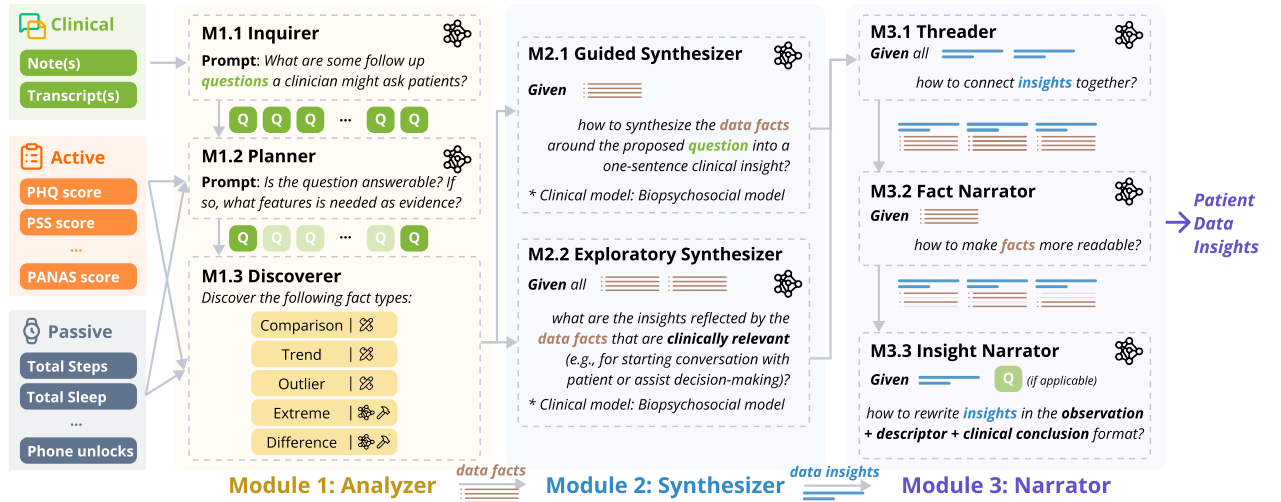 Clinical
Note(s)
Transcript(s)
Active
PHQ score
PSS score
...
PANAS score
Passive
Total Steps
Total Sleep
...
Phone unlocks
M1.1 Inquirer
Prompt: What are some follow up
questions a clinician might ask patients?
Q Q Q ... Q Q
M1.2 Planner
Prompt: Is the question answerable? If
so, what features is needed as evidence?
Q Q Q ... Q Q
M1.3 Discoverer
Discover the following fact types:
Comparison |
Trend |
Outlier |
Extreme |
Difference |
Module 1: Analyzer
data facts
M2.1 Guided Synthesizer
Given
how to synthesize the data facts
around the proposed question into a
one-sentence clinical insight?
* Clinical model: Biopsychosocial model
M2.2 Exploratory Synthesizer
Given all
what are the insights reflected by the
data facts that are clinically relevant
(e.g., for starting conversation with
patient or assist decision-making)?
* Clinical model: Biopsychosocial model
Module 2: Synthesizer
data insights
M3.1 Threader
Given all
how to connect insights together?
M3.2 Fact Narrator
Given
how to make facts more readable?
M3.3 Insight Narrator
Given Q (if applicable)
how to rewrite insights in the observation
+ descriptor + clinical conclusion format?
Module 3: Narrator
Patient
Data
Insights